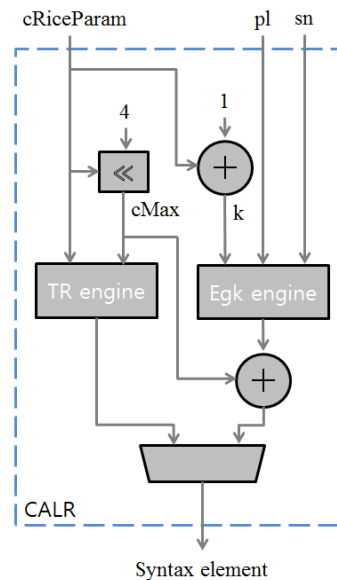 cRiceParam pl sn
4 1
≪ +
cMax k
TR engine Egk engine
+
CALR
Syntax element